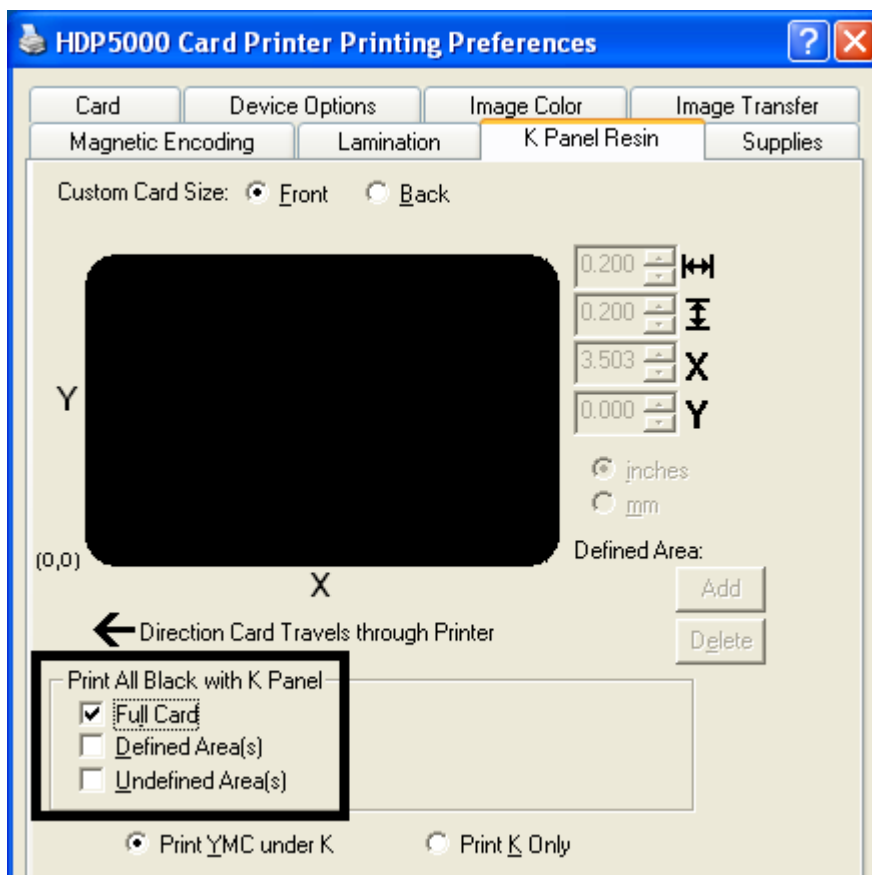 HDP5000 Card Printer Printing Preferences
Card Device Options Image Color Image Transfer
Magnetic Encoding Lamination K Panel Resin Supplies
Custom Card Size: Front Back
0.200
0.200
3.503 X
0.000 Y
Y
inches
mm
(0,0)
X
Defined Area:
Add
Direction Card Travels through Printer
Delete
Print All Black with K Panel
Full Card
Defined Area(s)
Undefined Area(s)
Print YMC under K Print K Only